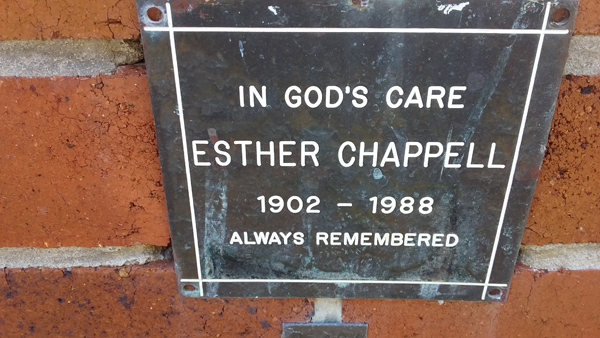 IN GOD'S CARE
ESTHER CHAPPELL
1902 - 1988
ALWAYS REMEMBERED